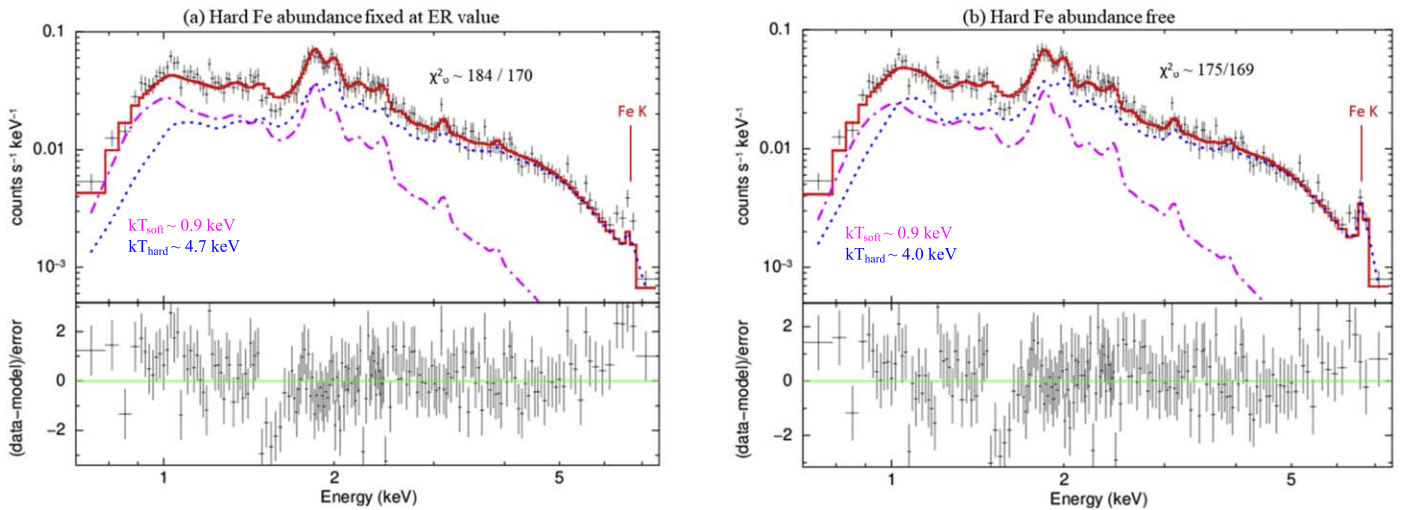 (a) Hard Fe abundance fixed at ER value
0.1
0.01
10⁻³
counts s⁻¹ keV⁻¹
χ²ᵤ ~ 184 / 170
Fe K
kTsoft ~ 0.9 keV
kThard ~ 4.7 keV
2
0
−2
(data−model)/error
1
2
5
Energy (keV)
(b) Hard Fe abundance free
0.1
0.01
10⁻³
counts s⁻¹ keV⁻¹
χ²ᵤ ~ 175/169
Fe K
kTsoft ~ 0.9 keV
kThard ~ 4.0 keV
2
0
−2
(data−model)/error
1
2
5
Energy (keV)